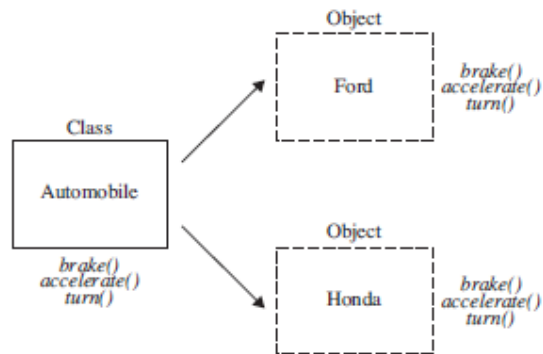 Class
Automobile
brake()
accelerate()
turn()
Object
Ford
brake()
accelerate()
turn()
Object
Honda
brake()
accelerate()
turn()